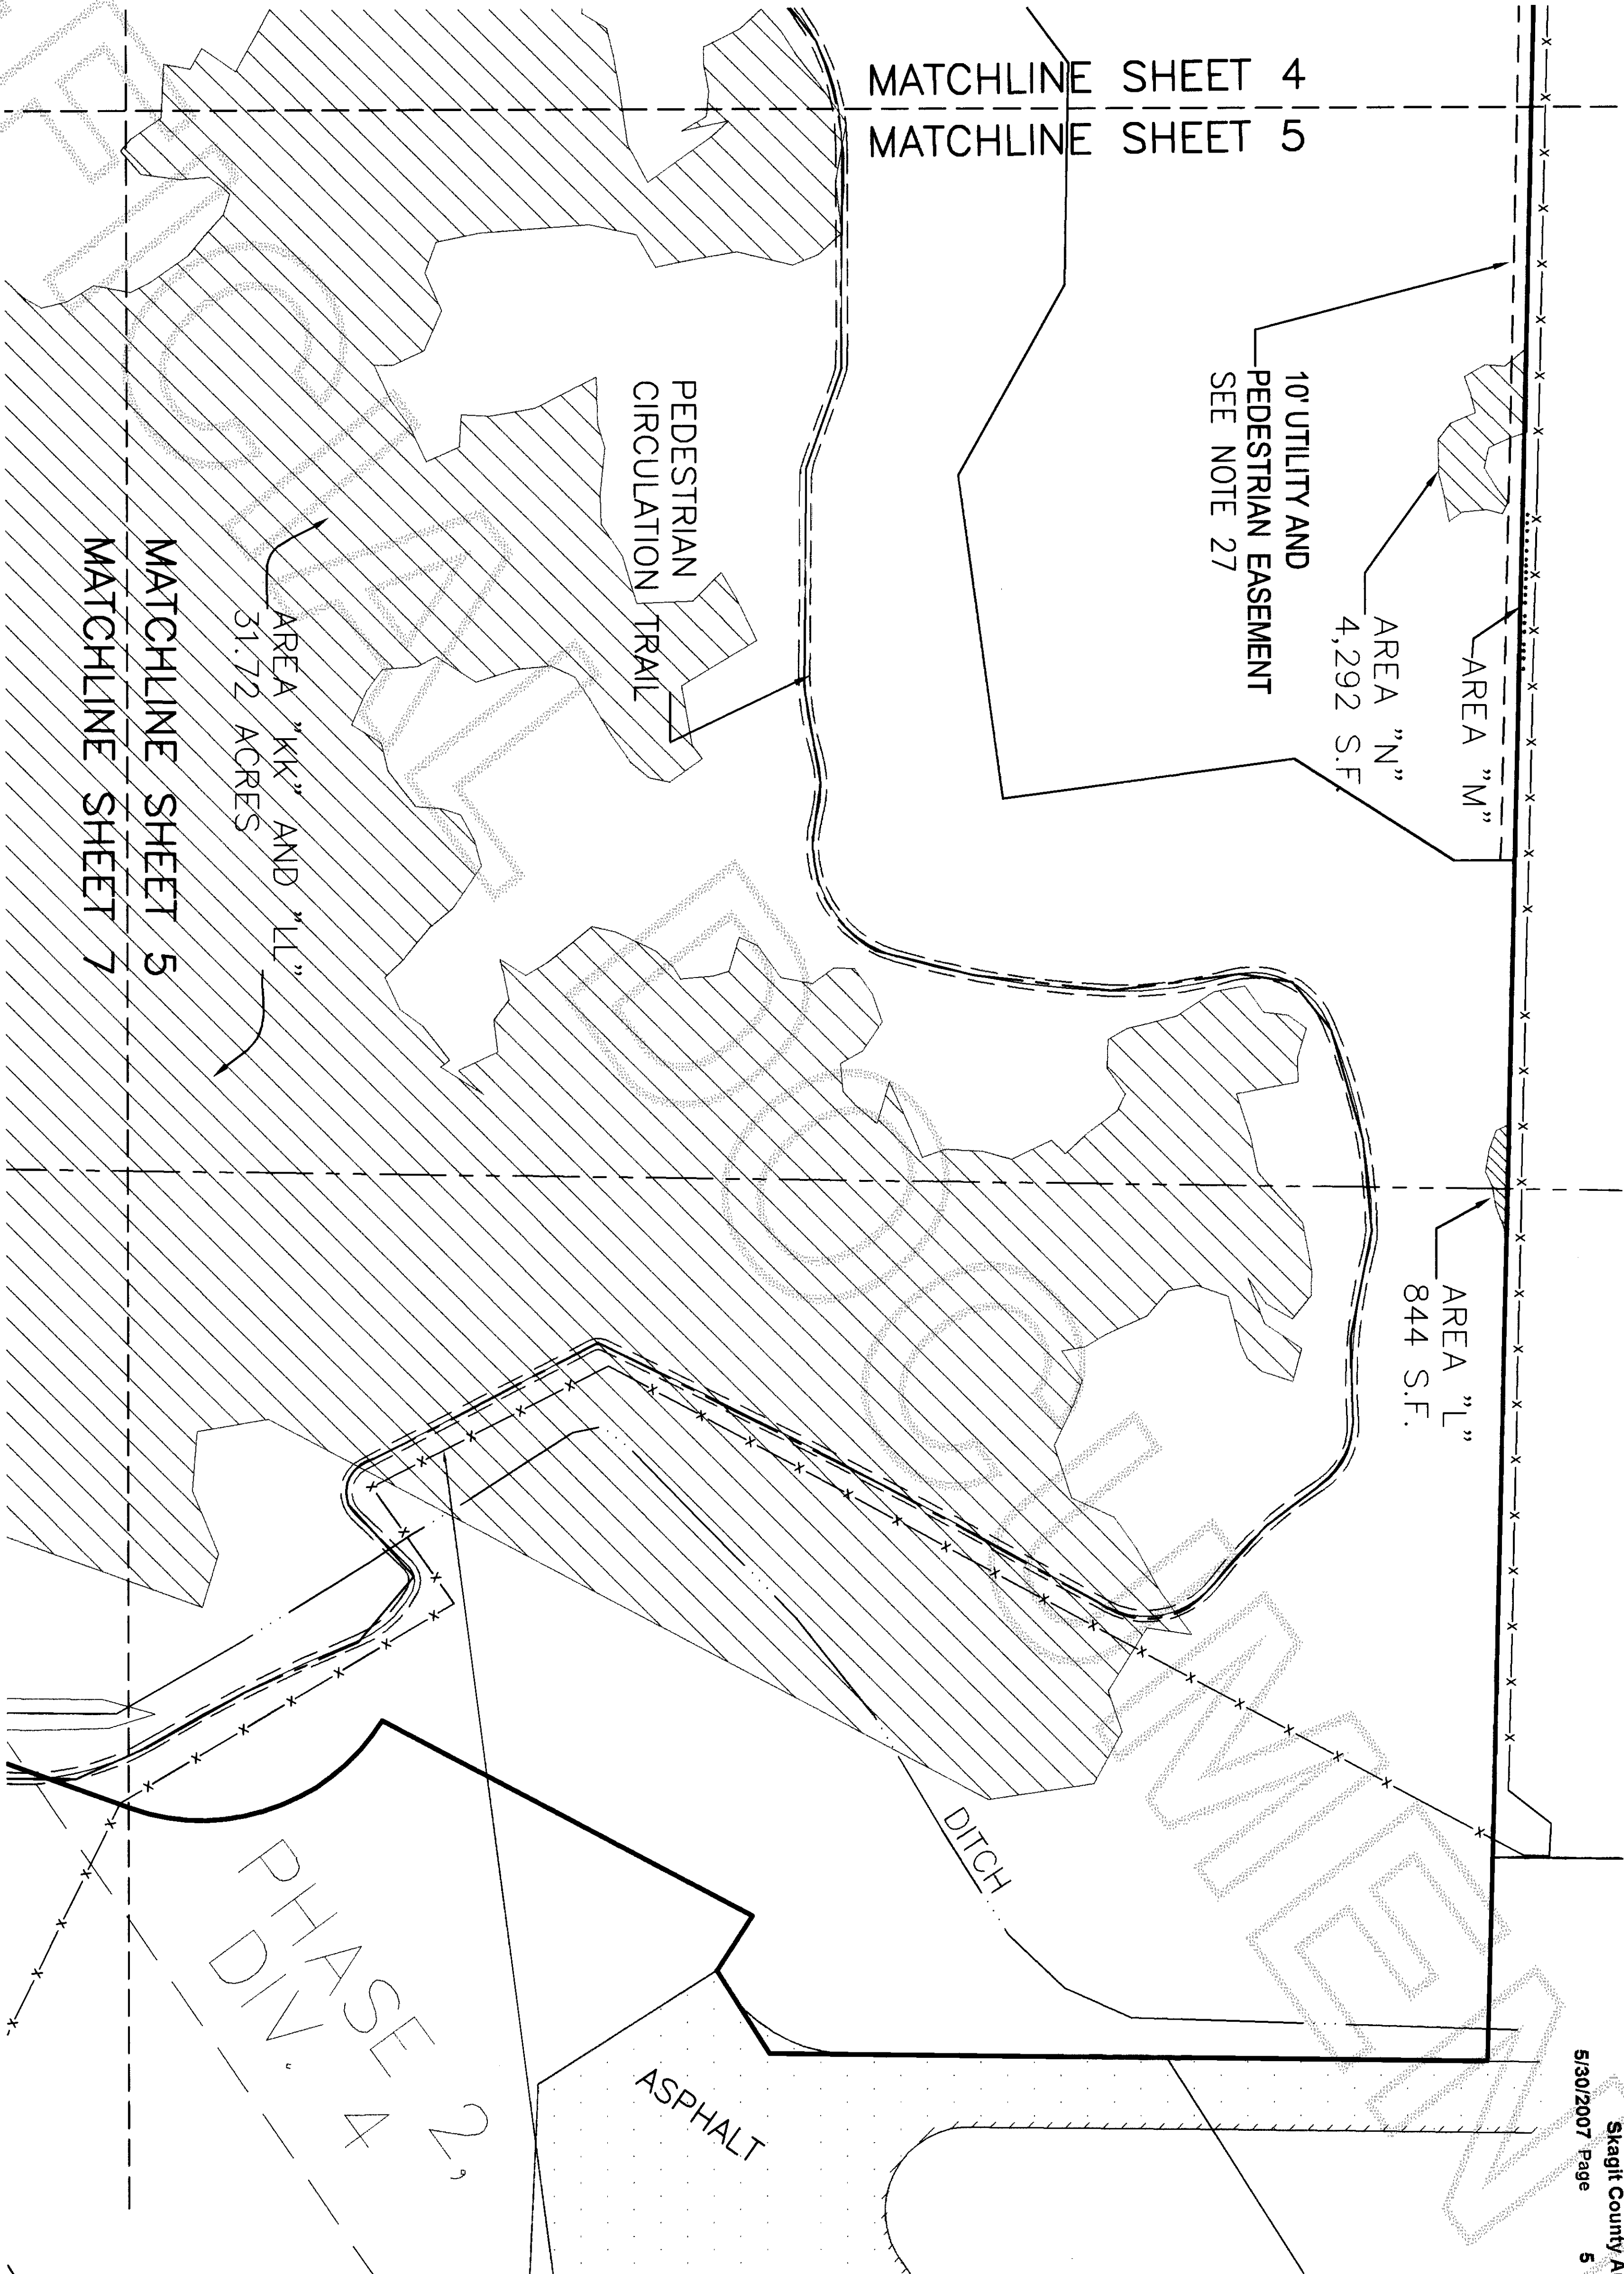 MATCHLINE SHEET 4
MATCHLINE SHEET 5
10' UTILITY AND
PEDESTRIAN EASEMENT
SEE NOTE 27
AREA "M"
AREA "N"
4,292 S.F.
AREA "L"
844 S.F.
PEDESTRIAN
CIRCULATION TRAIL
AREA "KK" AND "LL"
31.72 ACRES
MATCHLINE SHEET 5
MATCHLINE SHEET 7
DITCH
ASPHALT
PHASE 2,
DIV. 4
Skagit County A
5/30/2007 Page 5